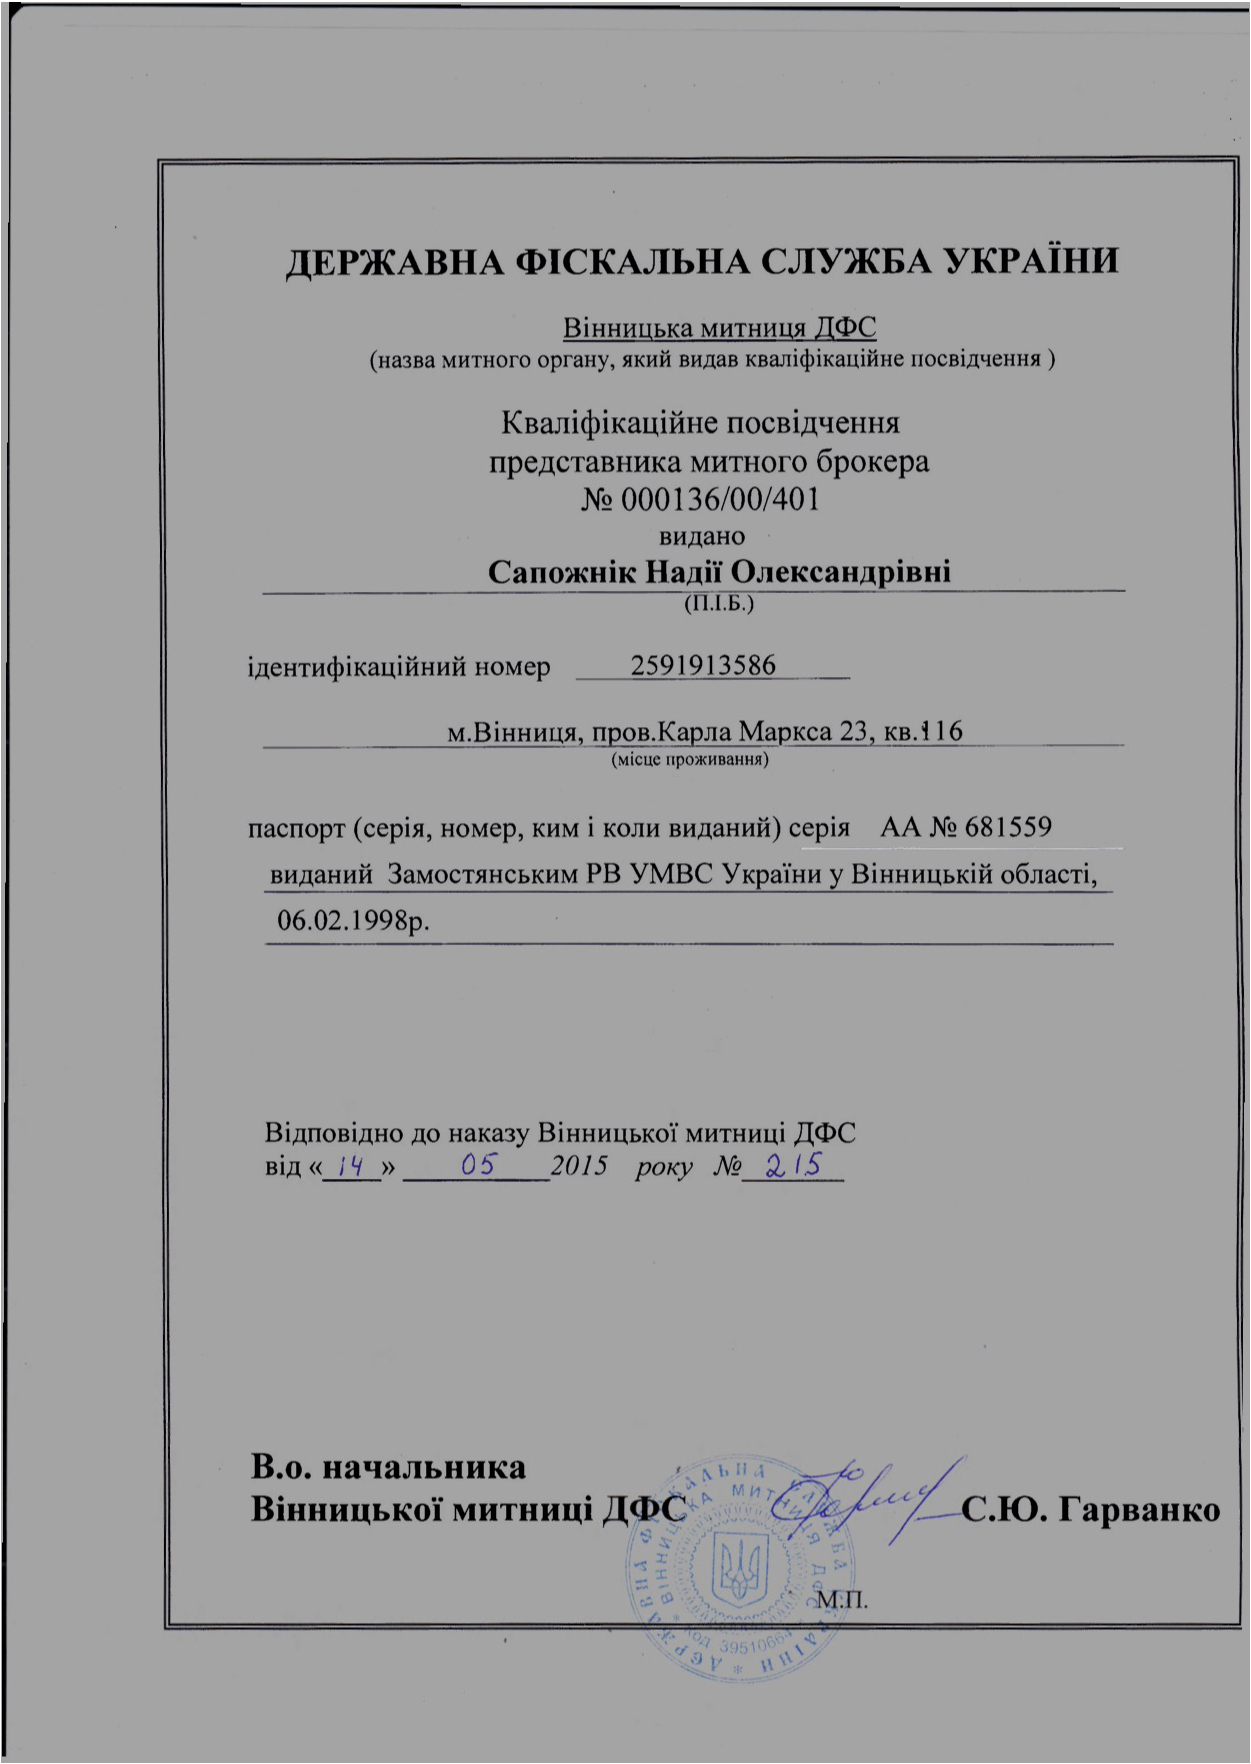 ДЕРЖАВНА ФІСКАЛЬНА СЛУЖБА УКРАЇНИ
Вінницька митниця ДФС
(назва митного органу, який видав кваліфікаційне посвідчення )
Кваліфікаційне посвідчення
представника митного брокера
№ 000136/00/401
видано
Сапожнік Надії Олександрівні
(П.І.Б.)
ідентифікаційний номер 2591913586
м.Вінниця, пров.Карла Маркса 23, кв.116
(місце проживання)
паспорт (серія, номер, ким і коли виданий) серія АА № 681559
виданий Замостянським РВ УМВС України у Вінницькій області,
06.02.1998р.
Відповідно до наказу Вінницької митниці ДФС
від « 14 » 05 2015 року № 215
В.о. начальника
Вінницької митниці ДФС С.Ю. Гарванко
М.П.
ДЕРЖАВНА ФІСКАЛЬНА СЛУЖБА УКРАЇНИ
ВІННИЦЬКА МИТНИЦЯ ДФС
* код 39510664 *